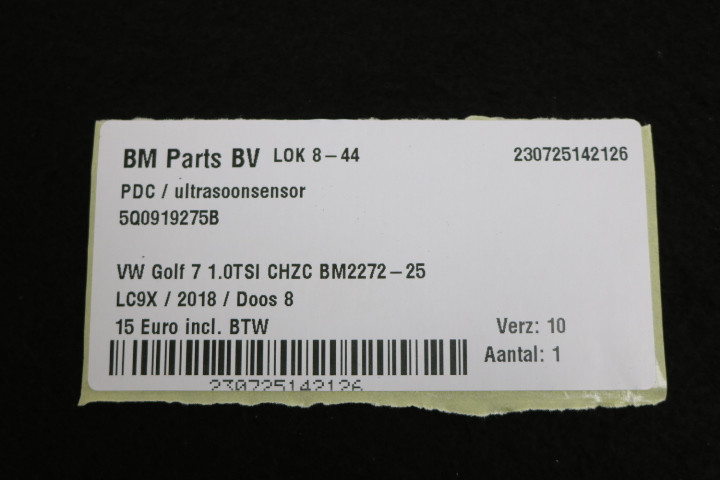 BM Parts BV LOK 8-44 230725142126
PDC / ultrasoonsensor
5Q0919275B
VW Golf 7 1.0TSI CHZC BM2272-25
LC9X / 2018 / Doos 8
15 Euro incl. BTW Verz: 10
Aantal: 1
230725142126